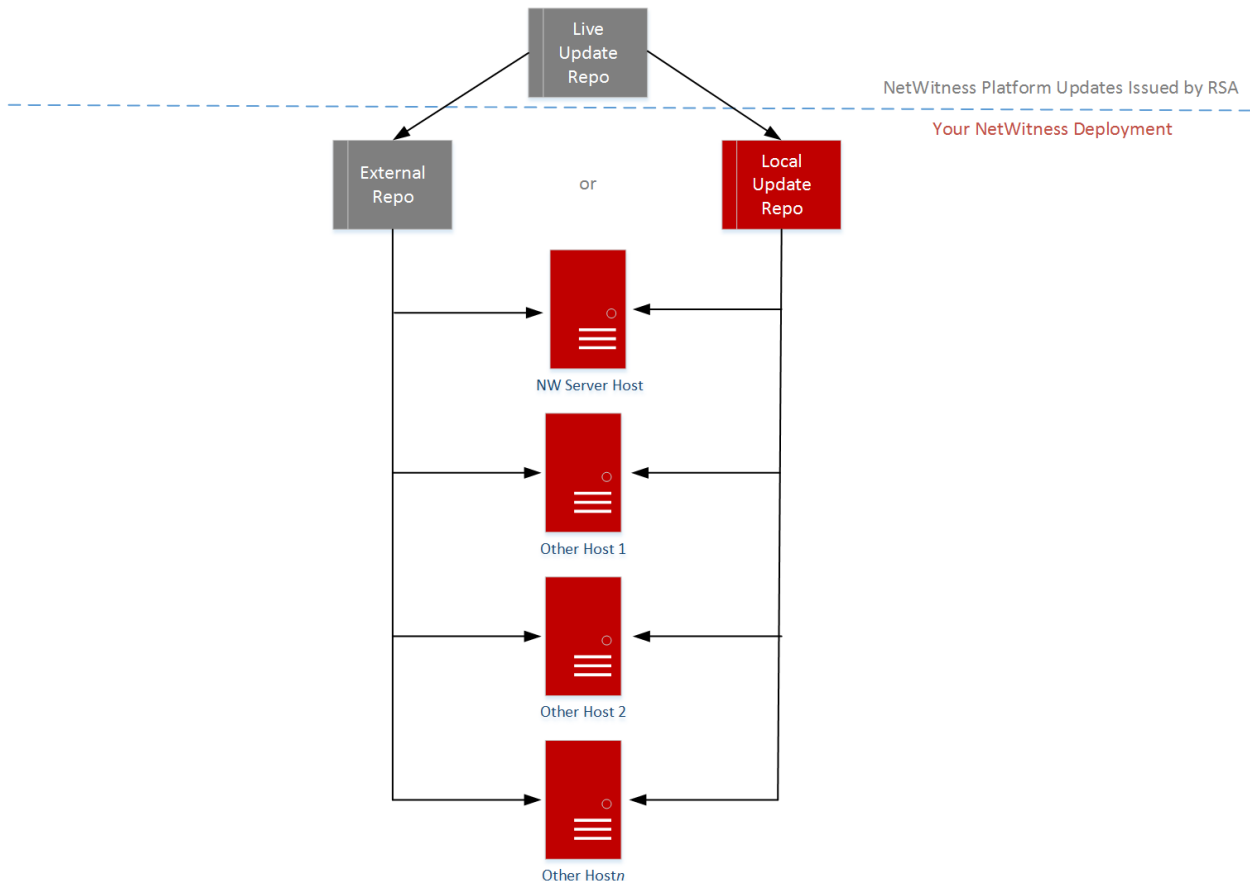 Live
Update
Repo
NetWitness Platform Updates Issued by RSA
Your NetWitness Deployment
External
Repo
or
Local
Update
Repo
NW Server Host
Other Host 1
Other Host 2
Other Hostn